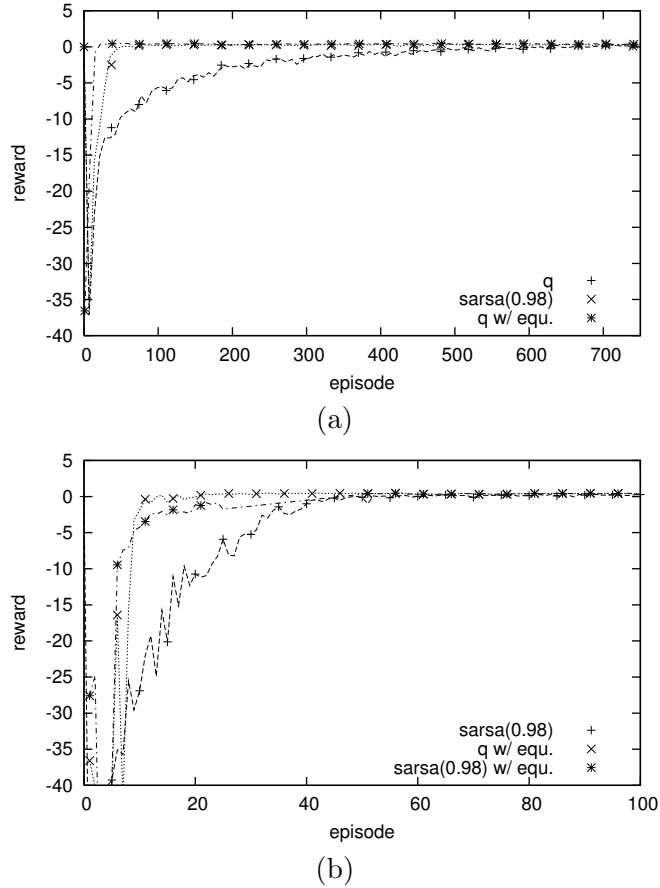 5
0
-5
-10
-15
-20
-25
-30
-35
-40
reward
q
sarsa(0.98)
q w/ equ.
0 100 200 300 400 500 600 700
episode
(a)
5
0
-5
-10
-15
-20
-25
-30
-35
-40
reward
sarsa(0.98)
q w/ equ.
sarsa(0.98) w/ equ.
0 20 40 60 80 100
episode
(b)